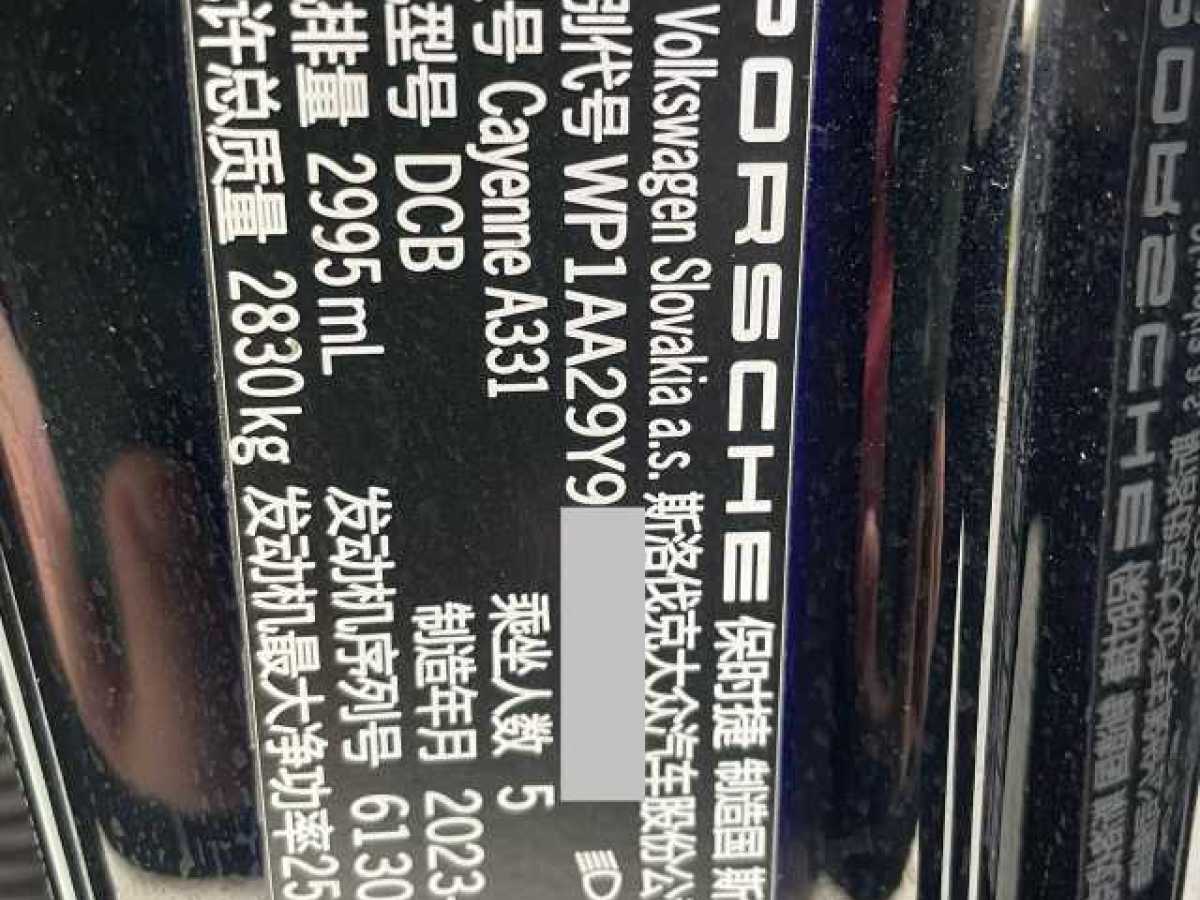 PORSCHE 保时捷 制造国 斯
Volkswagen Slovakia a.s. 斯洛伐克大众汽车股份公
别代号 WP1AA29Y9
号 Cayenne A331 乘坐人数 5
型号 DCB 制造年月 2023
排量 2995mL 发动机序列号 6130
许总质量 2830kg 发动机最大净功率25